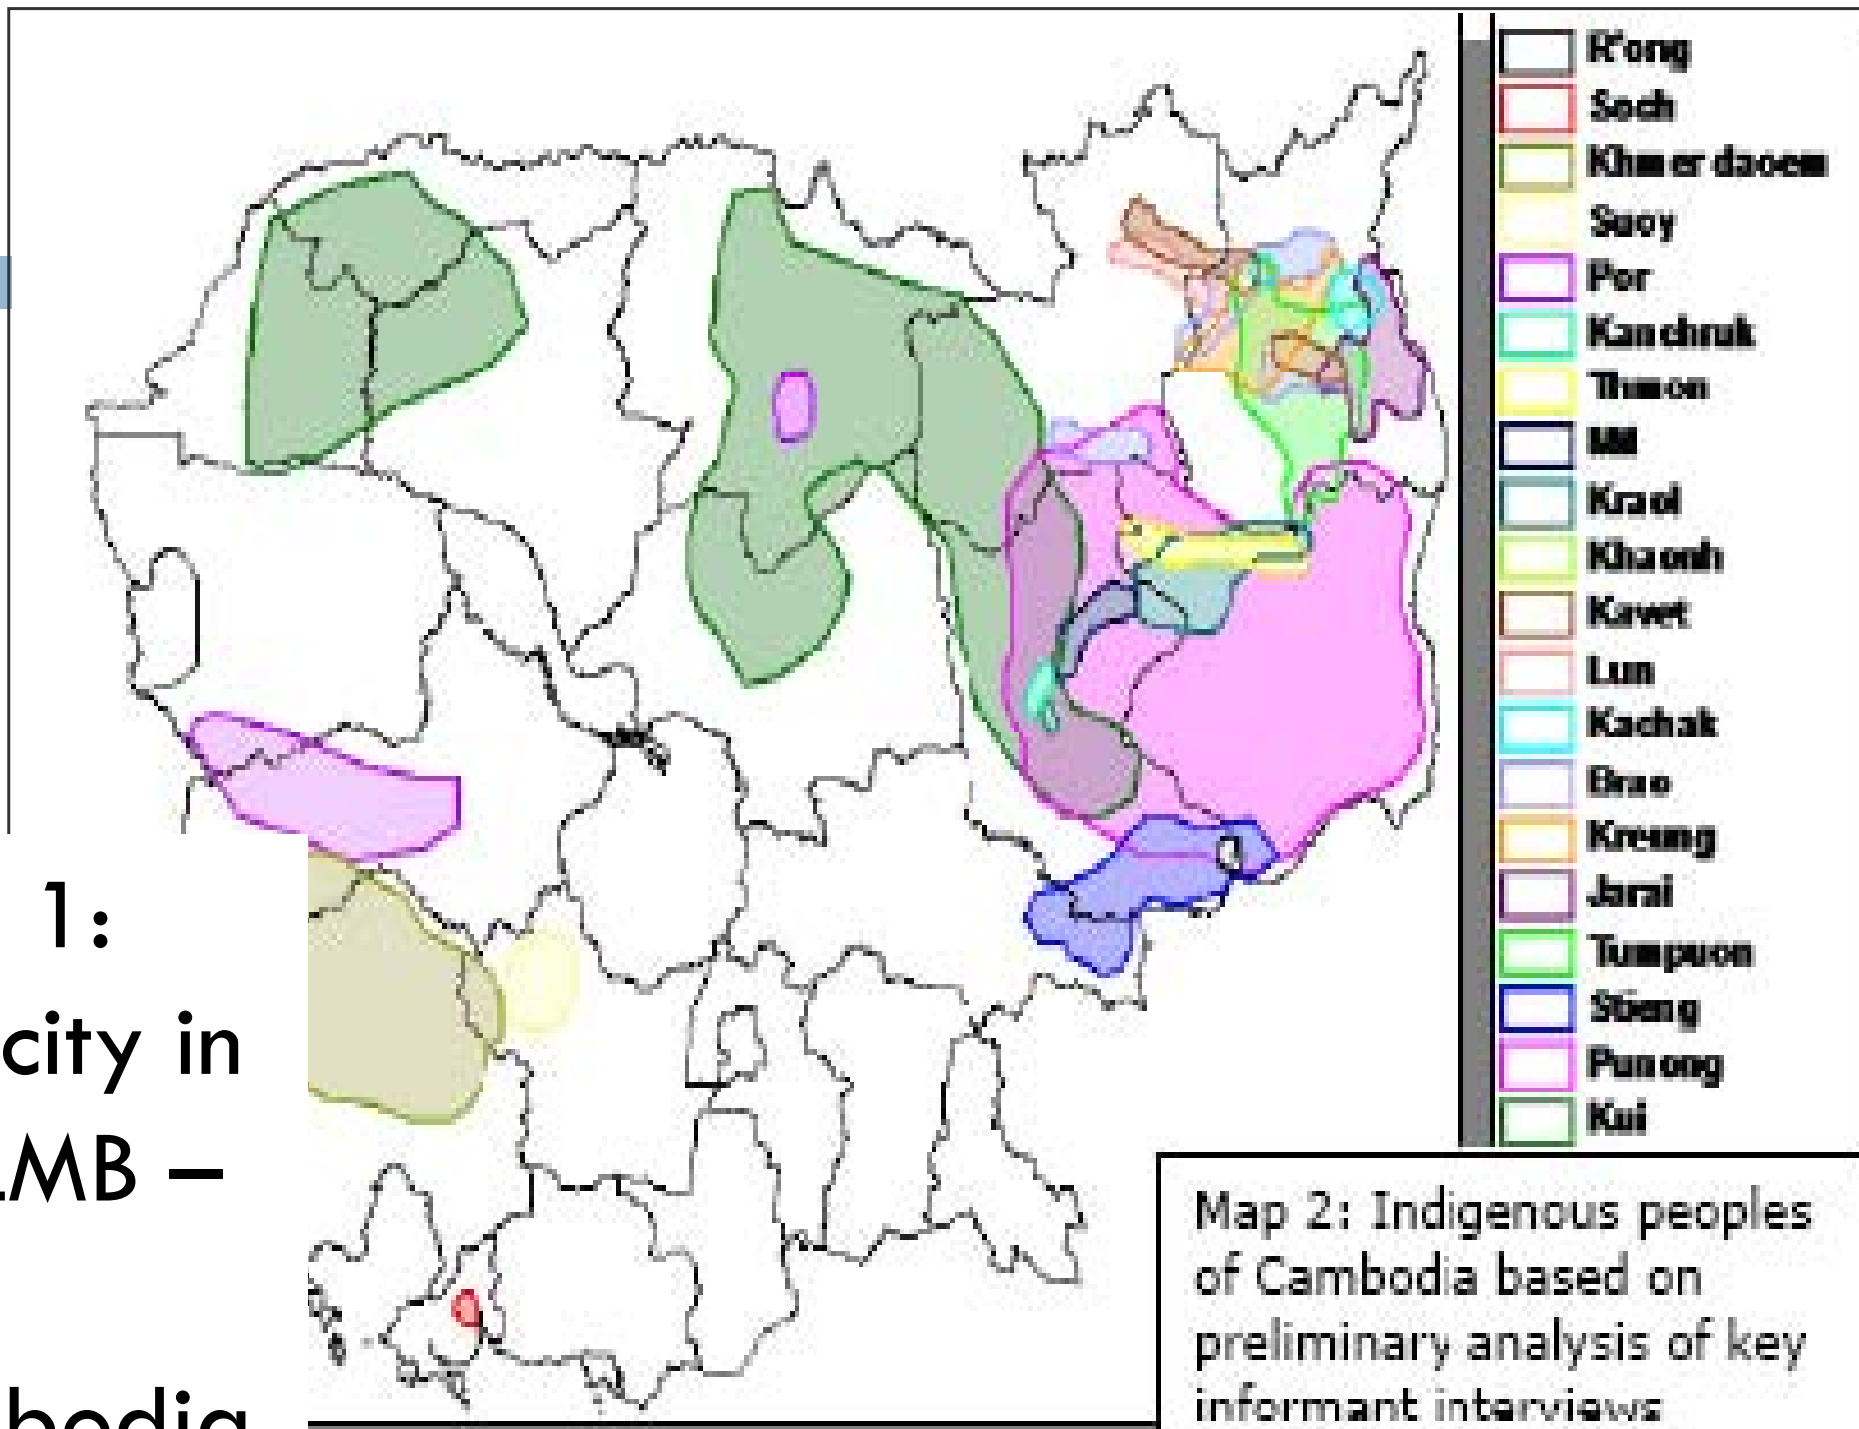 R'ong
Soch
Khmer daoem
Suoy
Por
Kanchruk
Thmon
Mil
Kraol
Khaonh
Kavet
Lun
Kachak
Brao
Kreung
Jarai
Tumpuon
Stieng
Punong
Kui
1:
city in
LMB –
bodia
Map 2: Indigenous peoples
of Cambodia based on
preliminary analysis of key
informant interviews